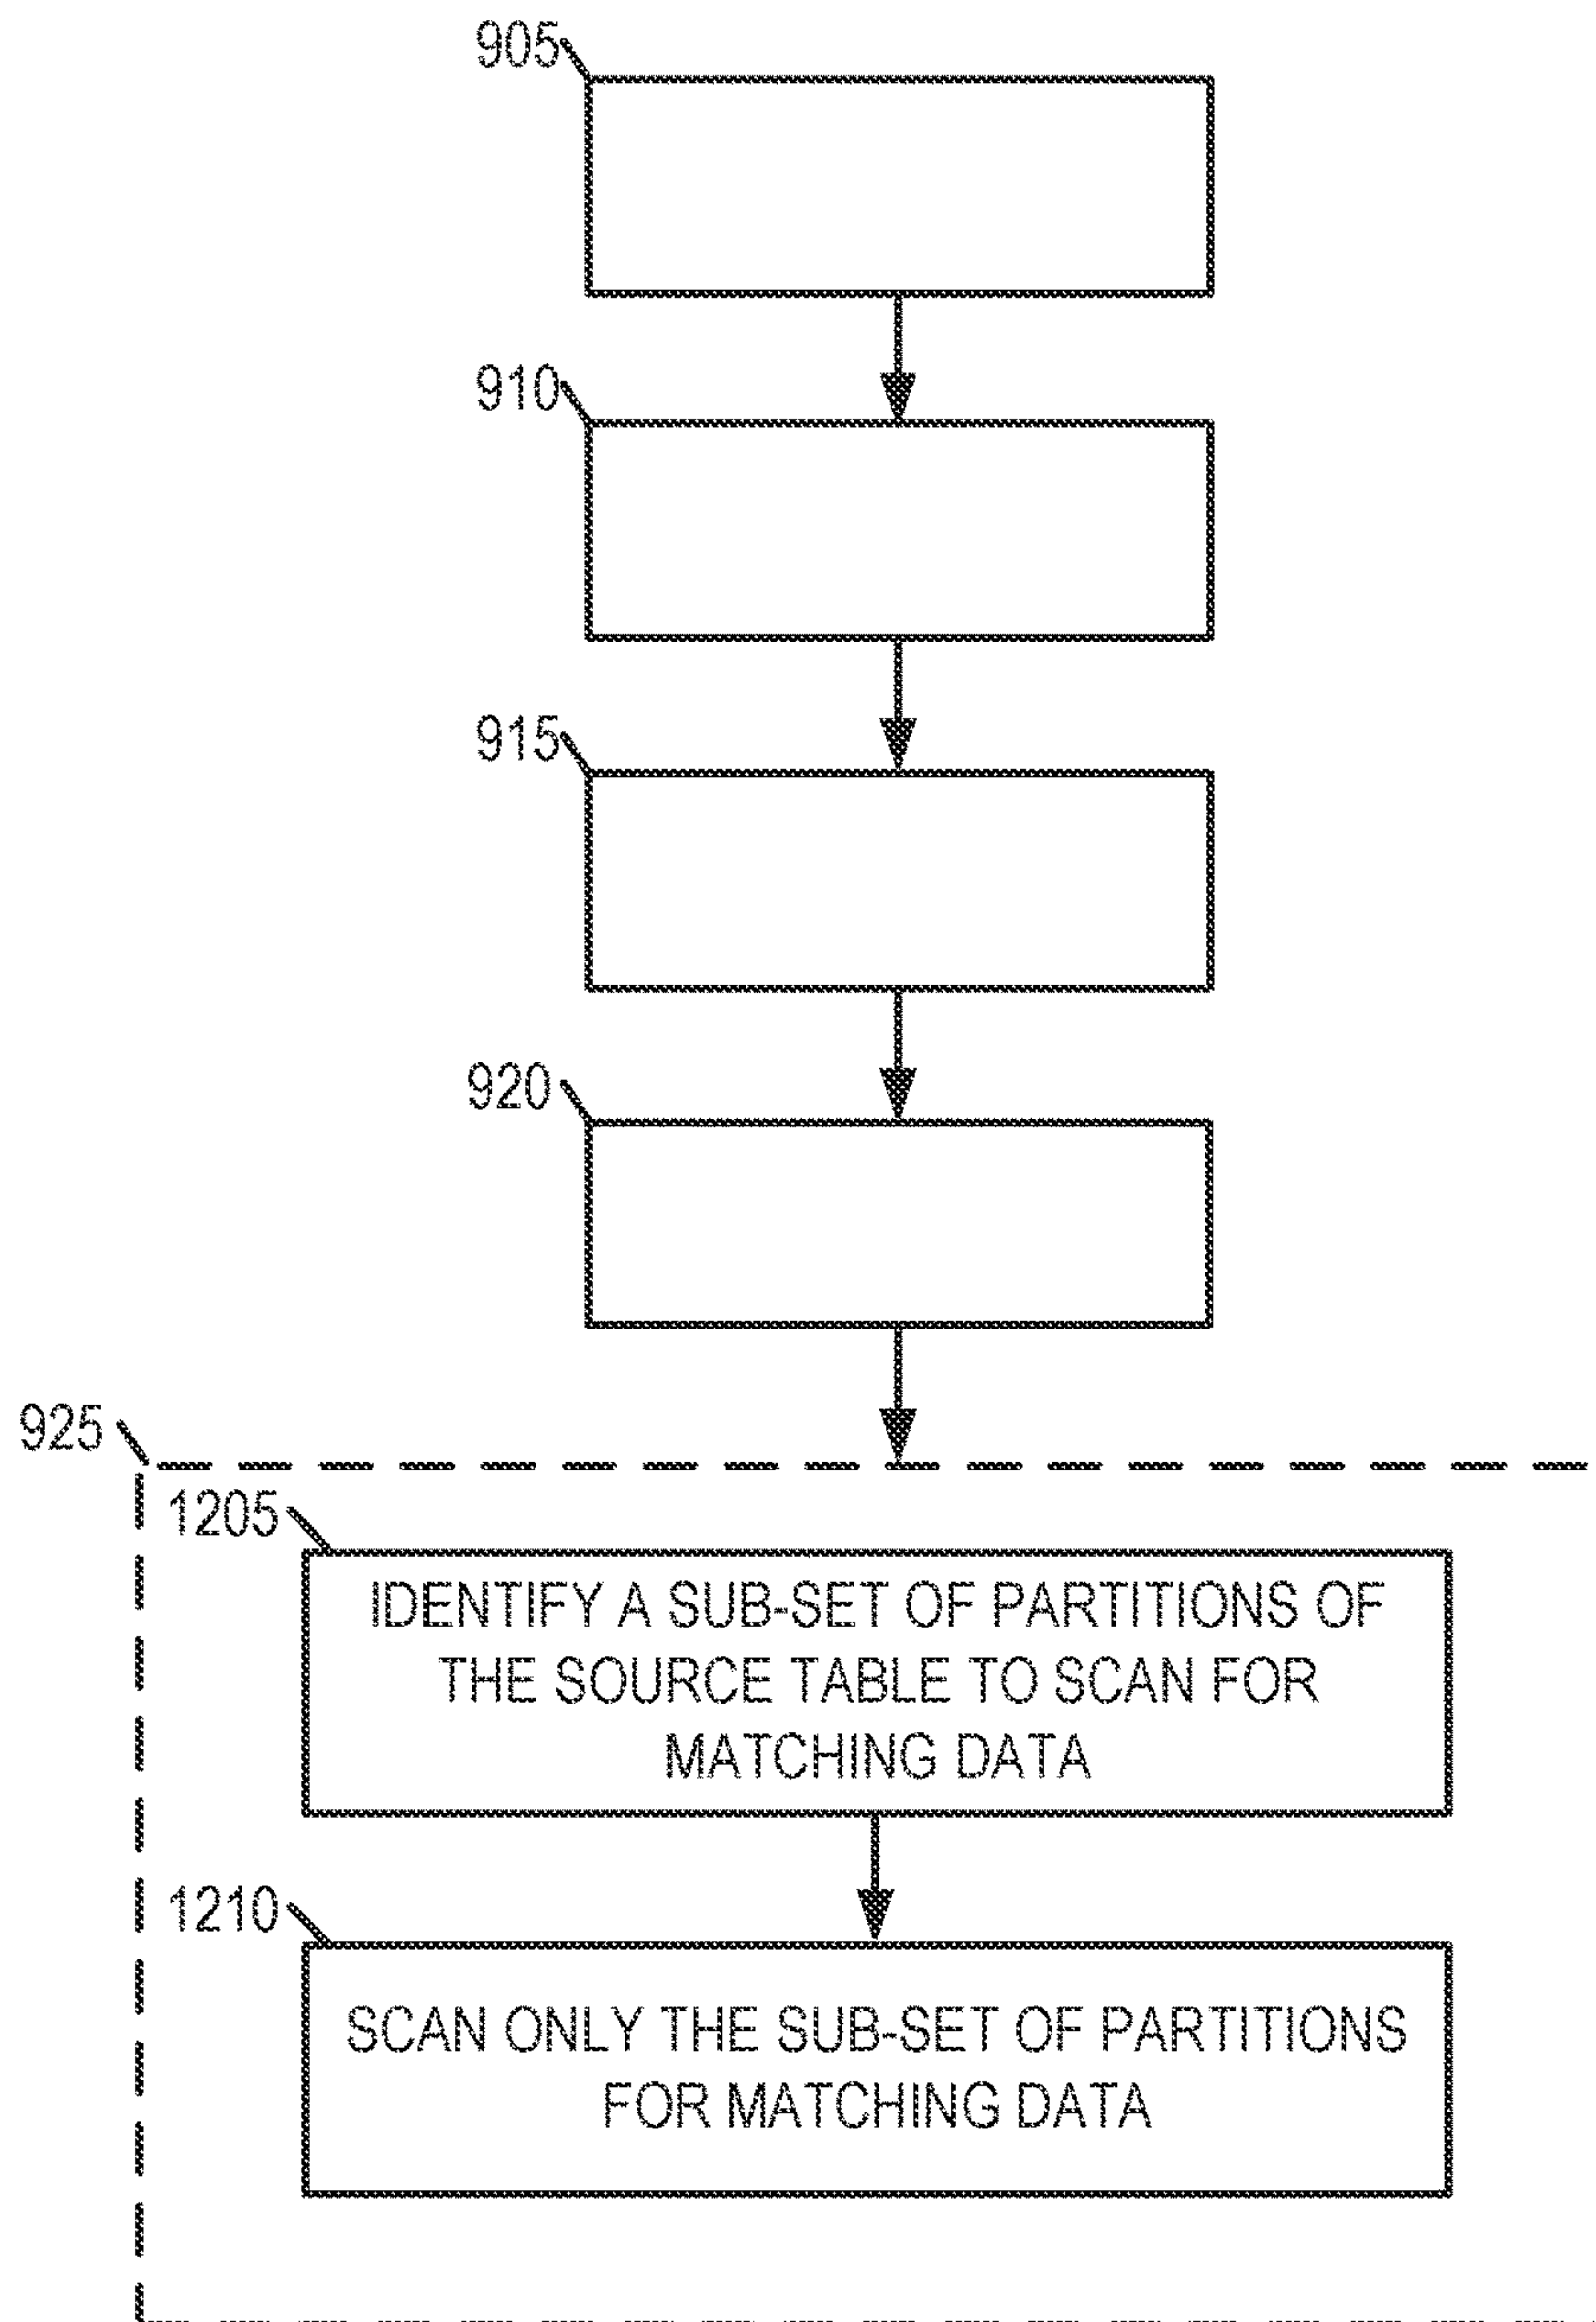 905
910
915
920
925
1205
IDENTIFY A SUB-SET OF PARTITIONS OF
THE SOURCE TABLE TO SCAN FOR
MATCHING DATA
1210
SCAN ONLY THE SUB-SET OF PARTITIONS
FOR MATCHING DATA